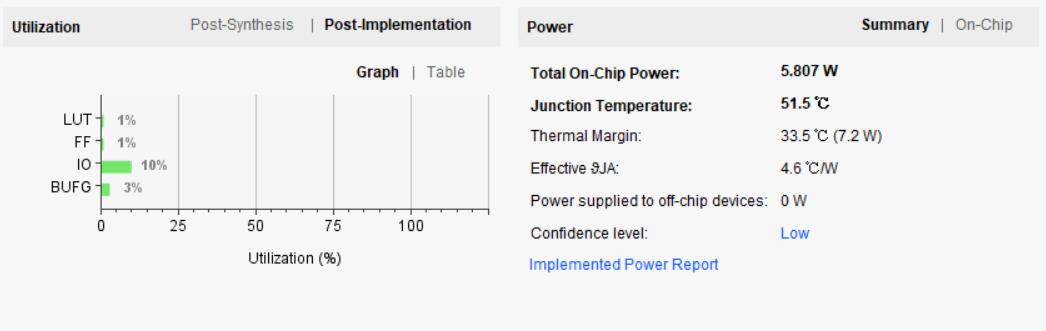 Utilization
Post-Synthesis | Post-Implementation
Graph | Table
LUT 1%
FF 1%
IO 10%
BUFG 3%
0 25 50 75 100
Utilization (%)
Power
Summary | On-Chip
Total On-Chip Power: 5.807 W
Junction Temperature: 51.5 ℃
Thermal Margin: 33.5 ℃ (7.2 W)
Effective ϑJA: 4.6 ℃/W
Power supplied to off-chip devices: 0 W
Confidence level: Low
Implemented Power Report